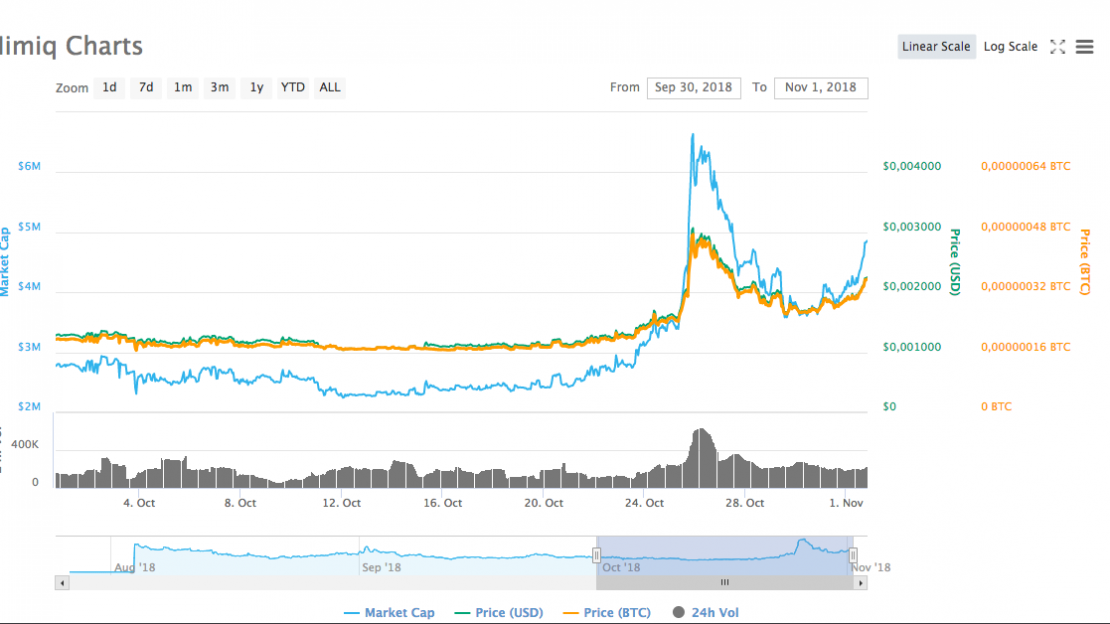 limiq Charts
Linear Scale Log Scale
Zoom 1d 7d 1m 3m 1y YTD ALL
From Sep 30, 2018 To Nov 1, 2018
$6M
$5M
$4M
$3M
$2M
Market Cap
$0,004000
$0,003000
$0,002000
$0,001000
$0
Price (USD)
0,00000064 BTC
0,00000048 BTC
0,00000032 BTC
0,00000016 BTC
0 BTC
Price (BTC)
400K
0
4. Oct 8. Oct 12. Oct 16. Oct 20. Oct 24. Oct 28. Oct 1. Nov
Aug '18 Sep '18 Oct '18 Nov '18
Market Cap Price (USD) Price (BTC) 24h Vol